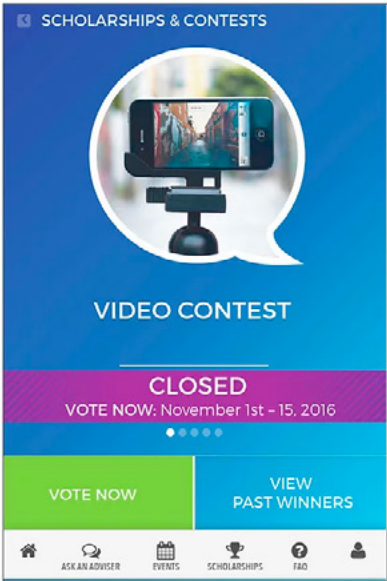 SCHOLARSHIPS & CONTESTS
VIDEO CONTEST
CLOSED
VOTE NOW: November 1st – 15, 2016
VOTE NOW
VIEW
PAST WINNERS
ASK AN ADVISER
EVENTS
SCHOLARSHIPS
FAQ